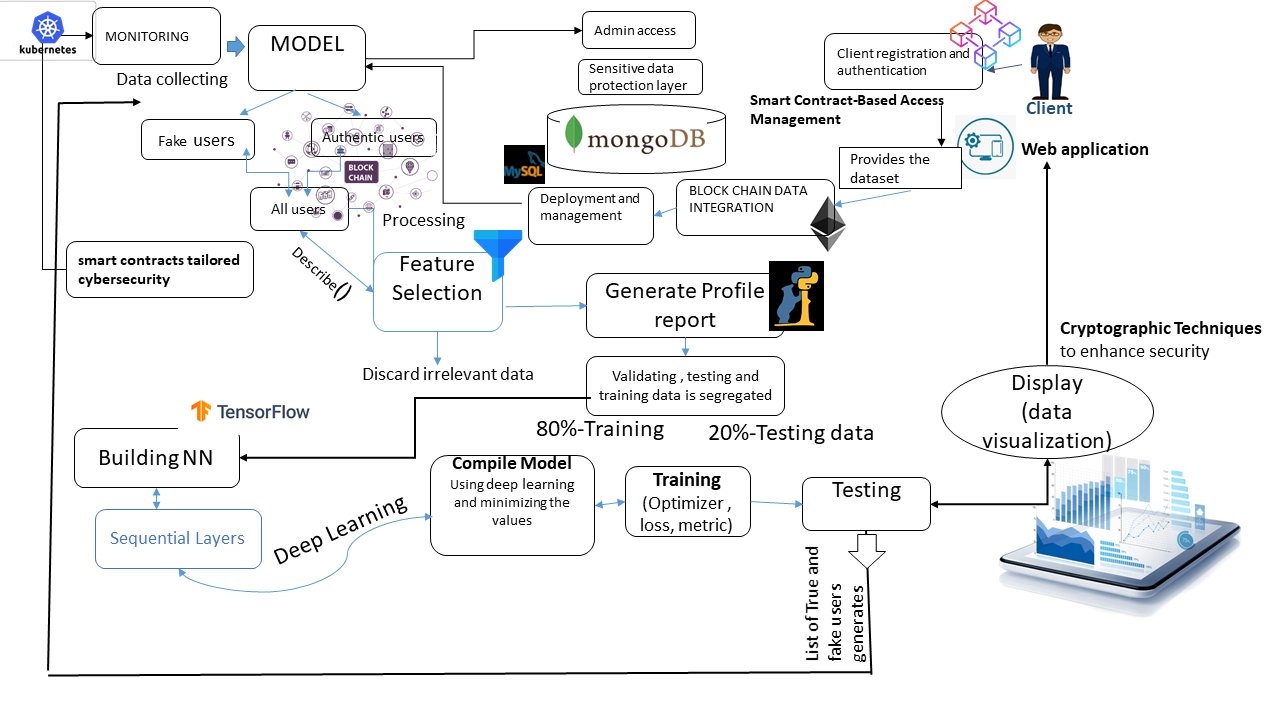 kubernetes
MONITORING
MODEL
Data collecting
Admin access
Sensitive data
protection layer
Client registration and
authentication
Client
Smart Contract-Based Access
Management
Fake users
Authentic users
BLOCK
CHAIN
mongoDB
MySQL
Web application
Provides the
dataset
All users
Processing
Deployment and
management
BLOCK CHAIN DATA
INTEGRATION
smart contracts tailored
cybersecurity
Describe()
Feature
Selection
Generate Profile
report
Discard irrelevant data
Validating , testing and
training data is segregated
80%-Training
20%-Testing data
Cryptographic Techniques
to enhance security
Display
(data
visualization)
TensorFlow
Building NN
Sequential Layers
Deep Learning
Compile Model
Using deep learning
and minimizing the
values
Training
(Optimizer ,
loss, metric)
Testing
List of True and
fake users
generates